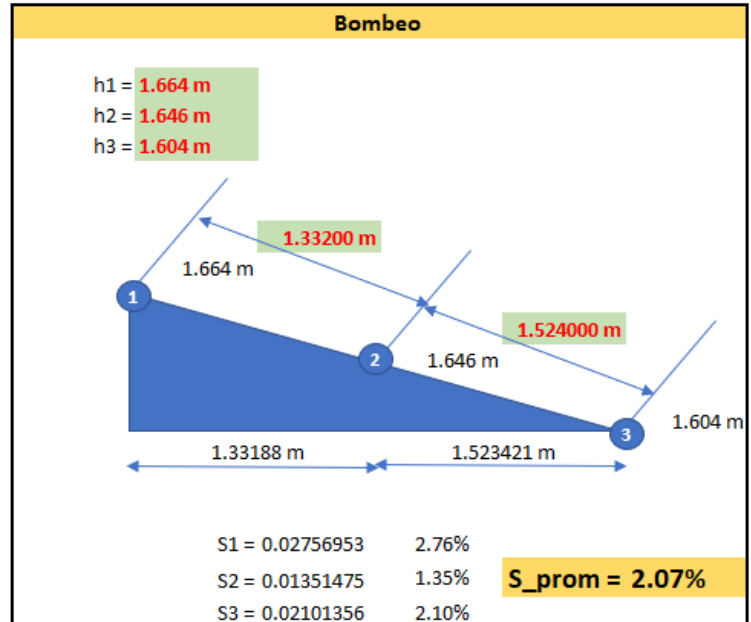 Bombeo
h1 = 1.664 m
h2 = 1.646 m
h3 = 1.604 m
1.33200 m
1.664 m
1
1.524000 m
2
1.646 m
1.604 m
3
1.33188 m
1.523421 m
S1 = 0.02756953 2.76%
S2 = 0.01351475 1.35%
S_prom = 2.07%
S3 = 0.02101356 2.10%